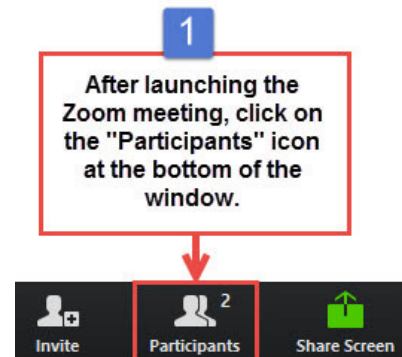 1
After launching the
Zoom meeting, click on
the "Participants" icon
at the bottom of the
window.
2
Invite
Participants
Share Screen